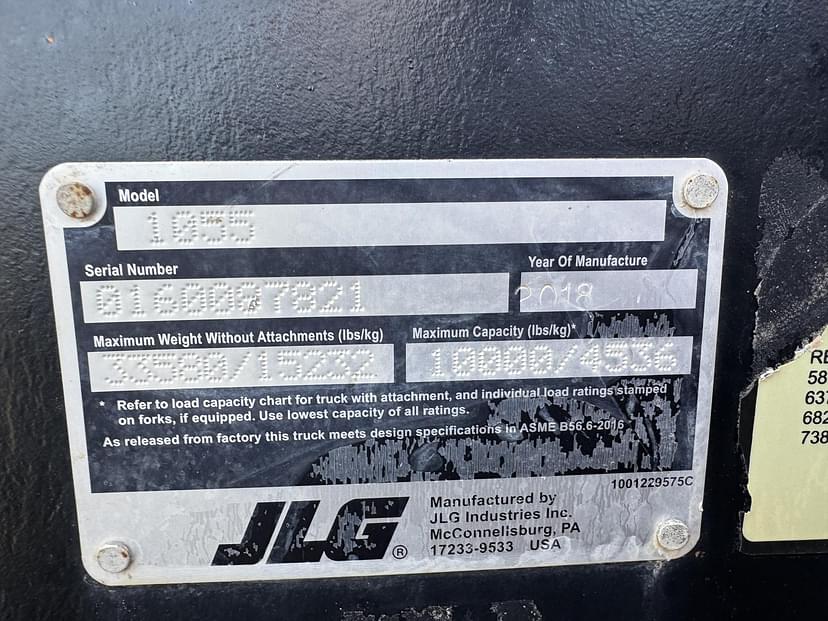 Model
1055
Serial Number
0160007821
Year Of Manufacture
2018
Maximum Weight Without Attachments (lbs/kg)
33580/15232
Maximum Capacity (lbs/kg)*
10000/4536
* Refer to load capacity chart for truck with attachment, and individual load ratings stamped
on forks, if equipped. Use lowest capacity of all ratings.
As released from factory this truck meets design specifications in ASME B56.6-2016
1001229575C
JLG®
Manufactured by
JLG Industries Inc.
McConnellsburg, PA
17233-9533 USA
RE
58
637
682
738